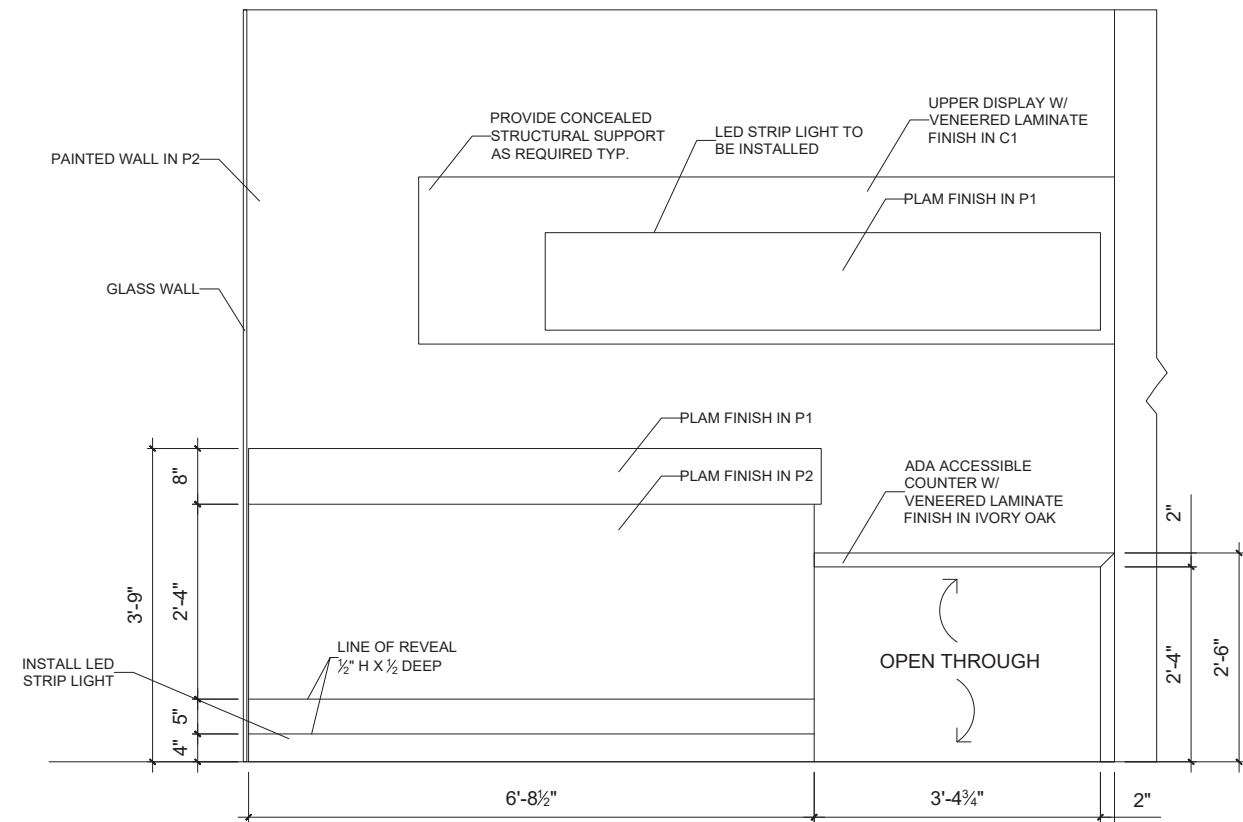 UPPER DISPLAY W/
VENEERED LAMINATE
FINISH IN C1
PROVIDE CONCEALED
STRUCTURAL SUPPORT
AS REQUIRED TYP.
LED STRIP LIGHT TO
BE INSTALLED
PAINTED WALL IN P2
PLAM FINISH IN P1
GLASS WALL
PLAM FINISH IN P1
PLAM FINISH IN P2
ADA ACCESSIBLE
COUNTER W/
VENEERED LAMINATE
FINISH IN IVORY OAK
8"
2"
3'-9"
2'-4"
LINE OF REVEAL
½" H X ½ DEEP
INSTALL LED
STRIP LIGHT
OPEN THROUGH
2'-4"
2'-6"
5"
4"
6'-8½"
3'-4¾"
2"